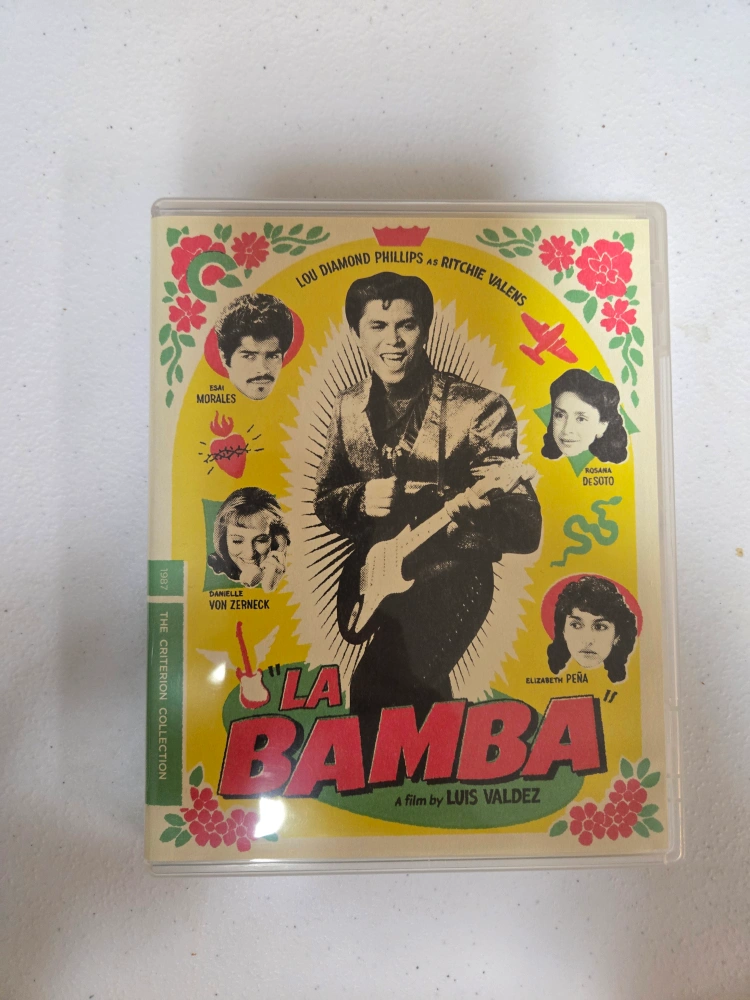 LOU DIAMOND PHILLIPS AS RITCHIE VALENS
ESAI
MORALES
ROSANA
DeSOTO
DANIELLE
VON ZERNECK
ELIZABETH PEÑA
"LA
BAMBA"
A film by LUIS VALDEZ
1987
THE CRITERION COLLECTION